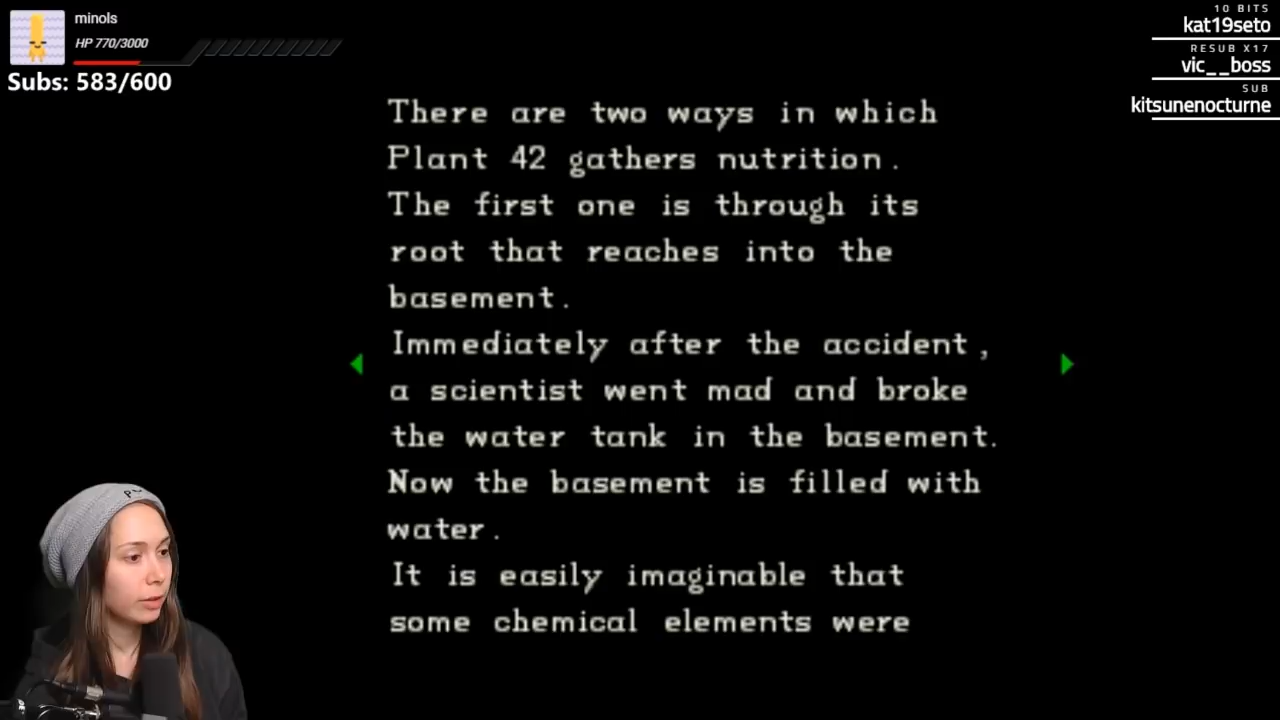 minols
HP 770/3000
Subs: 583/600
10 BITS
kat19seto
RESUB X17
vic__boss
SUB
kitsunenocturne
There are two ways in which
Plant 42 gathers nutrition.
The first one is through its
root that reaches into the
basement.
Immediately after the accident,
a scientist went mad and broke
the water tank in the basement.
Now the basement is filled with
water.
It is easily imaginable that
some chemical elements were